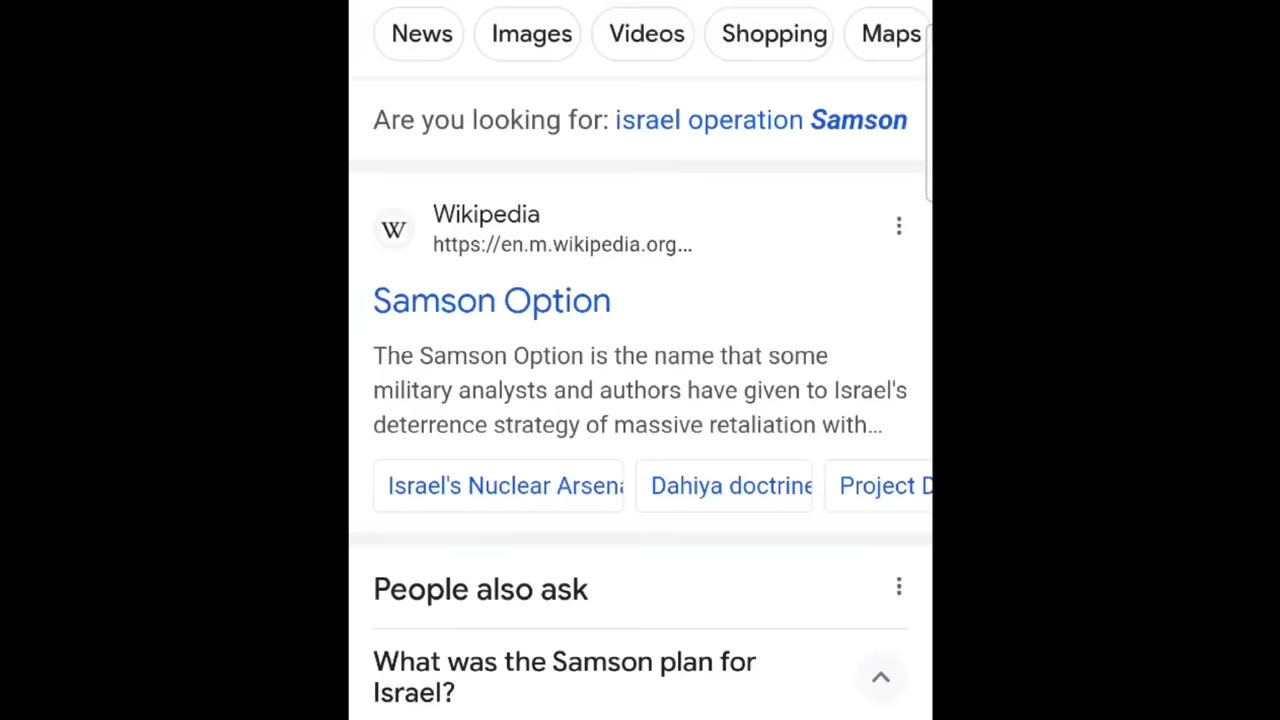 News Images Videos Shopping Maps
Are you looking for: israel operation Samson
Wikipedia
https://en.m.wikipedia.org...
Samson Option
The Samson Option is the name that some
military analysts and authors have given to Israel's
deterrence strategy of massive retaliation with...
Israel's Nuclear Arsena Dahiya doctrine Project D
People also ask
What was the Samson plan for
Israel?